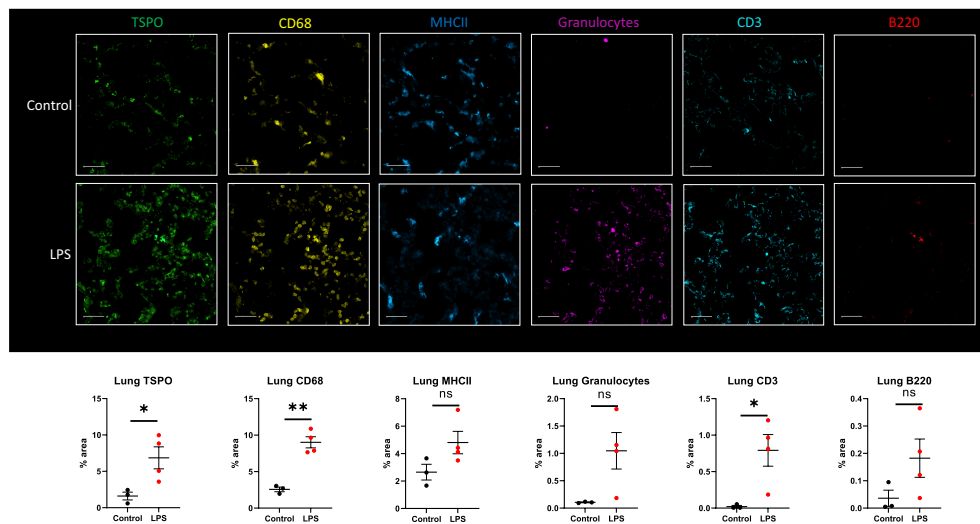 TSPO CD68 MHCII Granulocytes CD3 B220
Control
LPS
Lung TSPO
*
% area
15
10
5
0
Control LPS
Lung CD68
**
% area
15
10
5
0
Control LPS
Lung MHCII
ns
% area
8
6
4
2
0
Control LPS
Lung Granulocytes
ns
% area
2.0
1.5
1.0
0.5
0.0
Control LPS
Lung CD3
*
% area
1.5
1.0
0.5
0.0
Control LPS
Lung B220
ns
% area
0.4
0.3
0.2
0.1
0.0
Control LPS